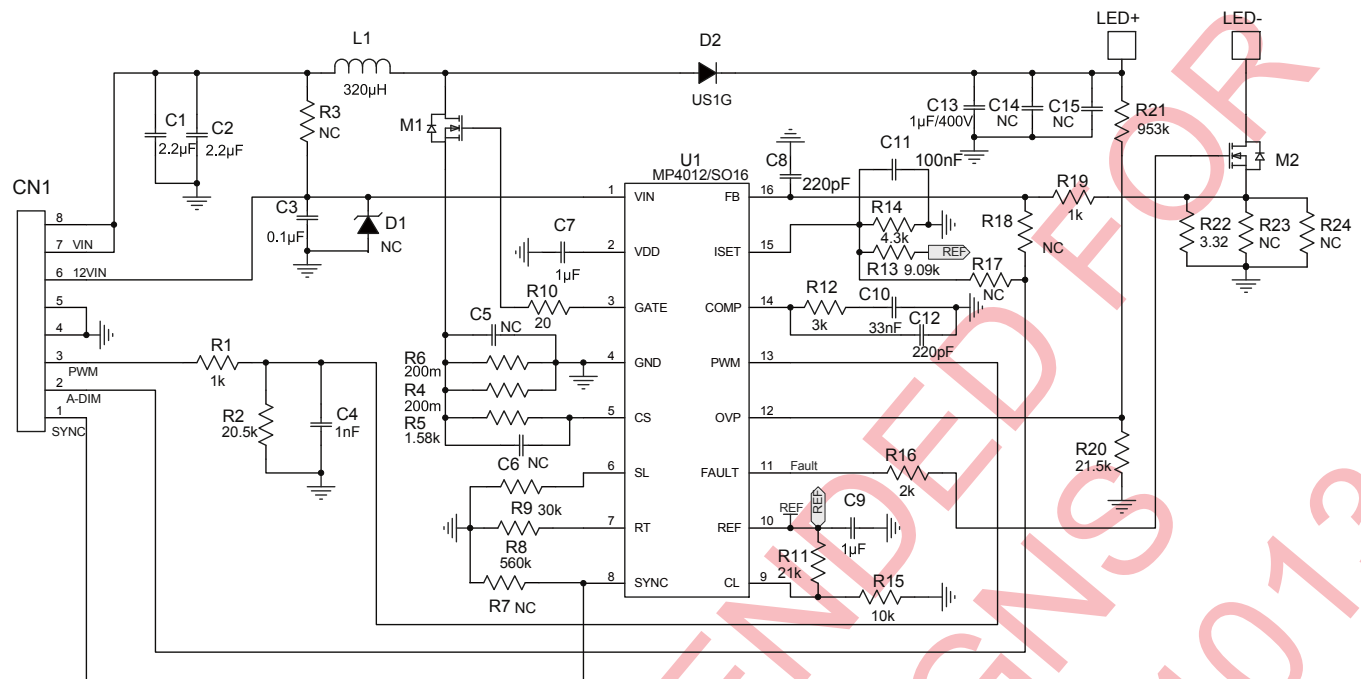 LED+
LED-
L1
320µH
D2
US1G
C1
2.2µF
C2
2.2µF
R3
NC
M1
C13
1µF/400V
C14
NC
C15
NC
R21
953k
M2
CN1
8
7
VIN
6
12VIN
5
4
3
PWM
2
A-DIM
1
SYNC
C3
0.1µF
D1
NC
C7
1µF
R10
20
C5
NC
R6
200m
R4
200m
R5
1.58k
C6
NC
R9
30k
R8
560k
R7
NC
R1
1k
R2
20.5k
C4
1nF
U1
MP4012/SO16
1
VIN
2
VDD
3
GATE
4
GND
5
CS
6
SL
7
RT
8
SYNC
16
FB
15
ISET
14
COMP
13
PWM
12
OVP
11
FAULT
10
REF
9
CL
C8
220pF
C11
100nF
R14
4.3k
R13
9.09k
REF
R12
3k
C10
33nF
C12
220pF
R19
1k
R18
NC
R17
NC
R22
3.32
R23
NC
R24
NC
R20
21.5k
Fault
R16
2k
REF
REF
C9
1µF
R11
21k
R15
10k